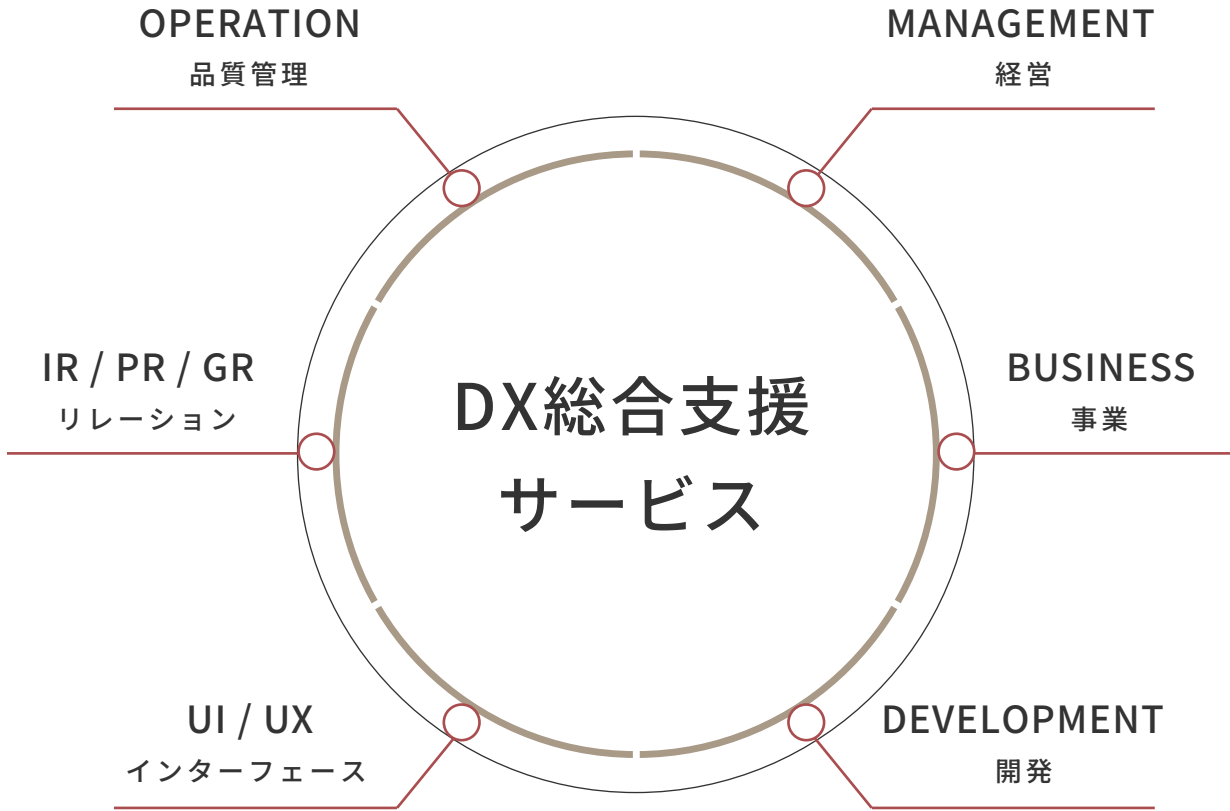 OPERATION
品質管理
MANAGEMENT
経営
IR / PR / GR
リレーション
DX総合支援
サービス
BUSINESS
事業
UI / UX
インターフェース
DEVELOPMENT
開発